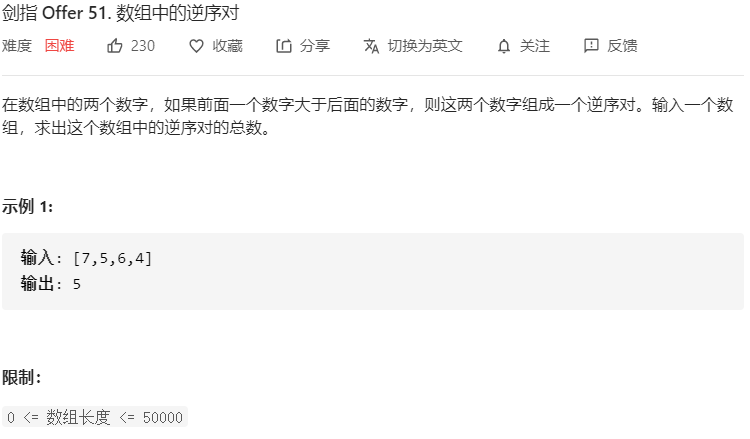 剑指 Offer 51. 数组中的逆序对
难度 困难 230 收藏 分享 切换为英文 关注 反馈
在数组中的两个数字，如果前面一个数字大于后面的数字，则这两个数字组成一个逆序对。输入一个数
组，求出这个数组中的逆序对的总数。
示例 1:
输入: [7,5,6,4]
输出: 5
限制：
0 <= 数组长度 <= 50000